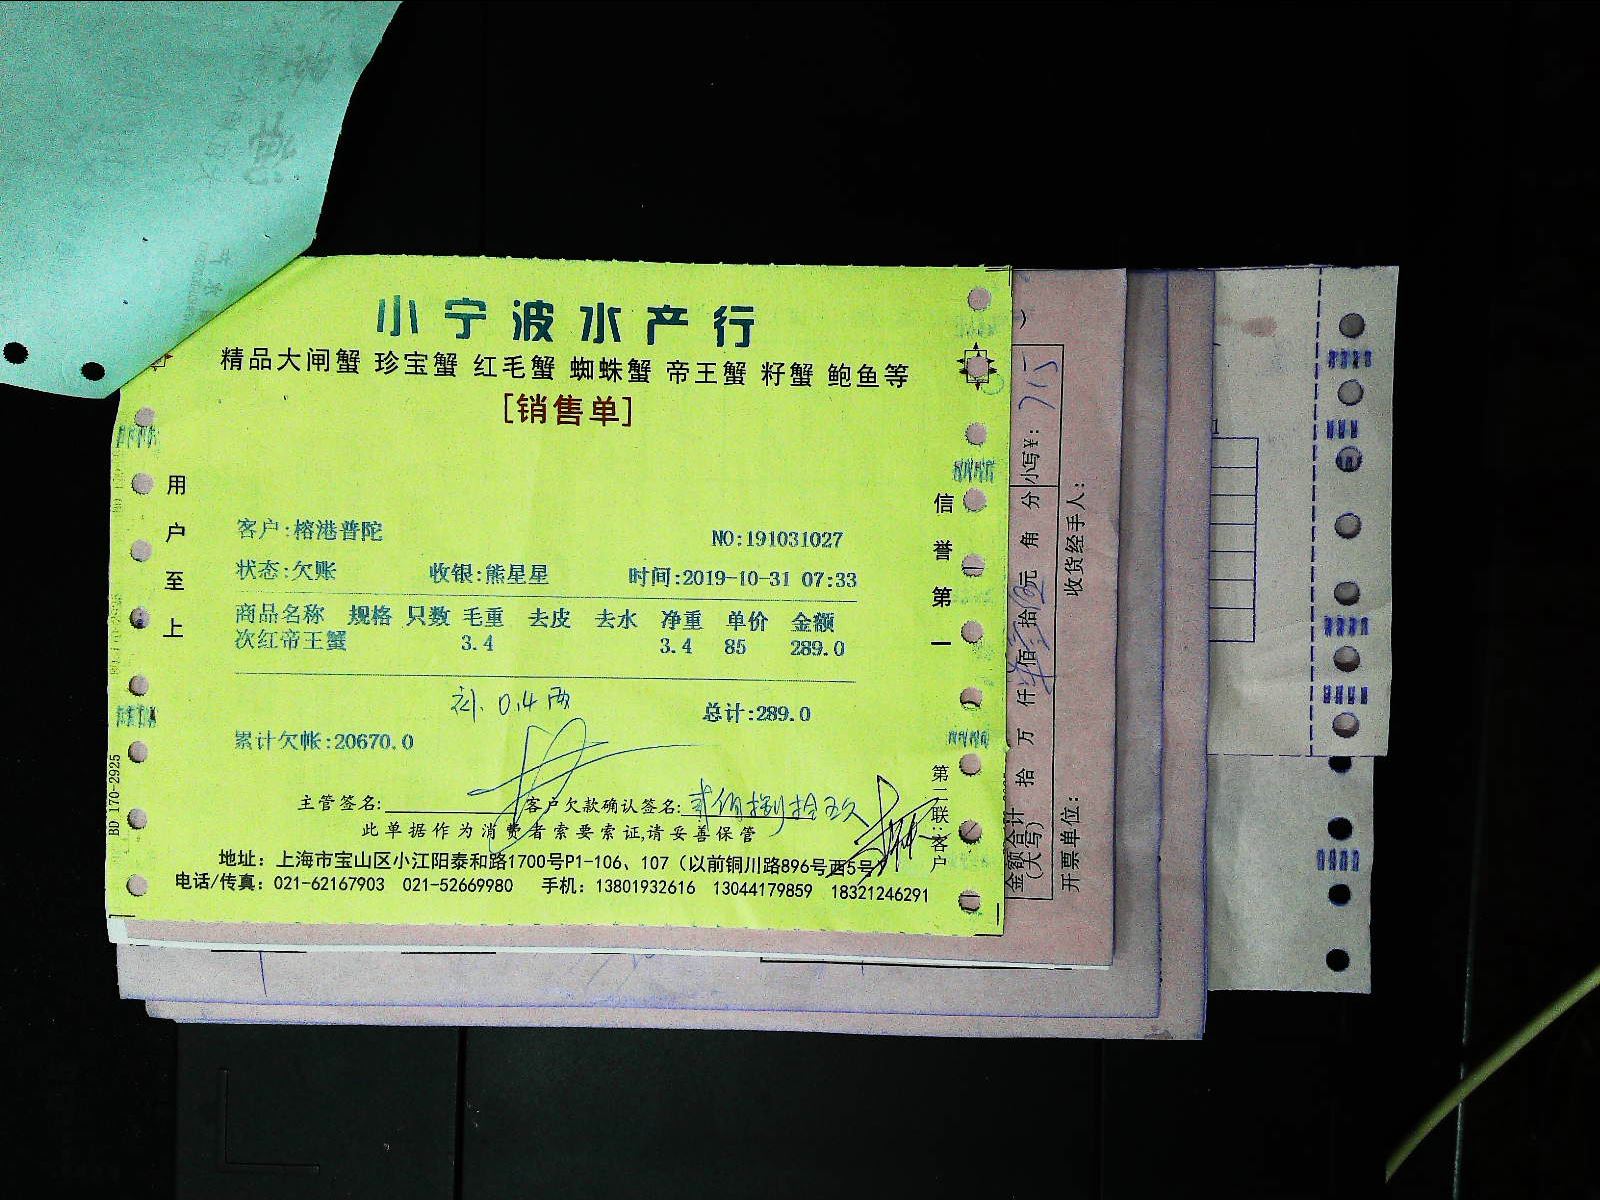 小宁波水产行
精品大闸蟹 珍宝蟹 红毛蟹 蜘蛛蟹 帝王蟹 籽蟹 鲍鱼等
[销售单]
用户至上
信誉第一
客户:榕港普陀 NO:191031027
状态:欠账 收银:熊星星 时间:2019-10-31 07:33
商品名称 规格 只数 毛重 去皮 去水 净重 单价 金额
次红帝王蟹 3.4 3.4 85 289.0
补.0.4两 总计:289.0
累计欠帐:20670.0
主管签名: 客户欠款确认签名:贰佰捌拾玖
此单据作为消费者索要索证,请妥善保管
地址：上海市宝山区小江阳泰和路1700号P1-106、107（以前铜川路896号西5号）
电话/传真：021-62167903 021-52669980 手机：13801932616 13044179859 18321246291
第二联:客户
BD 170-2925
金额合计(大写) 拾 万 仟 佰 拾 元 角 分 小写¥:
开票单位: 收货经手人: